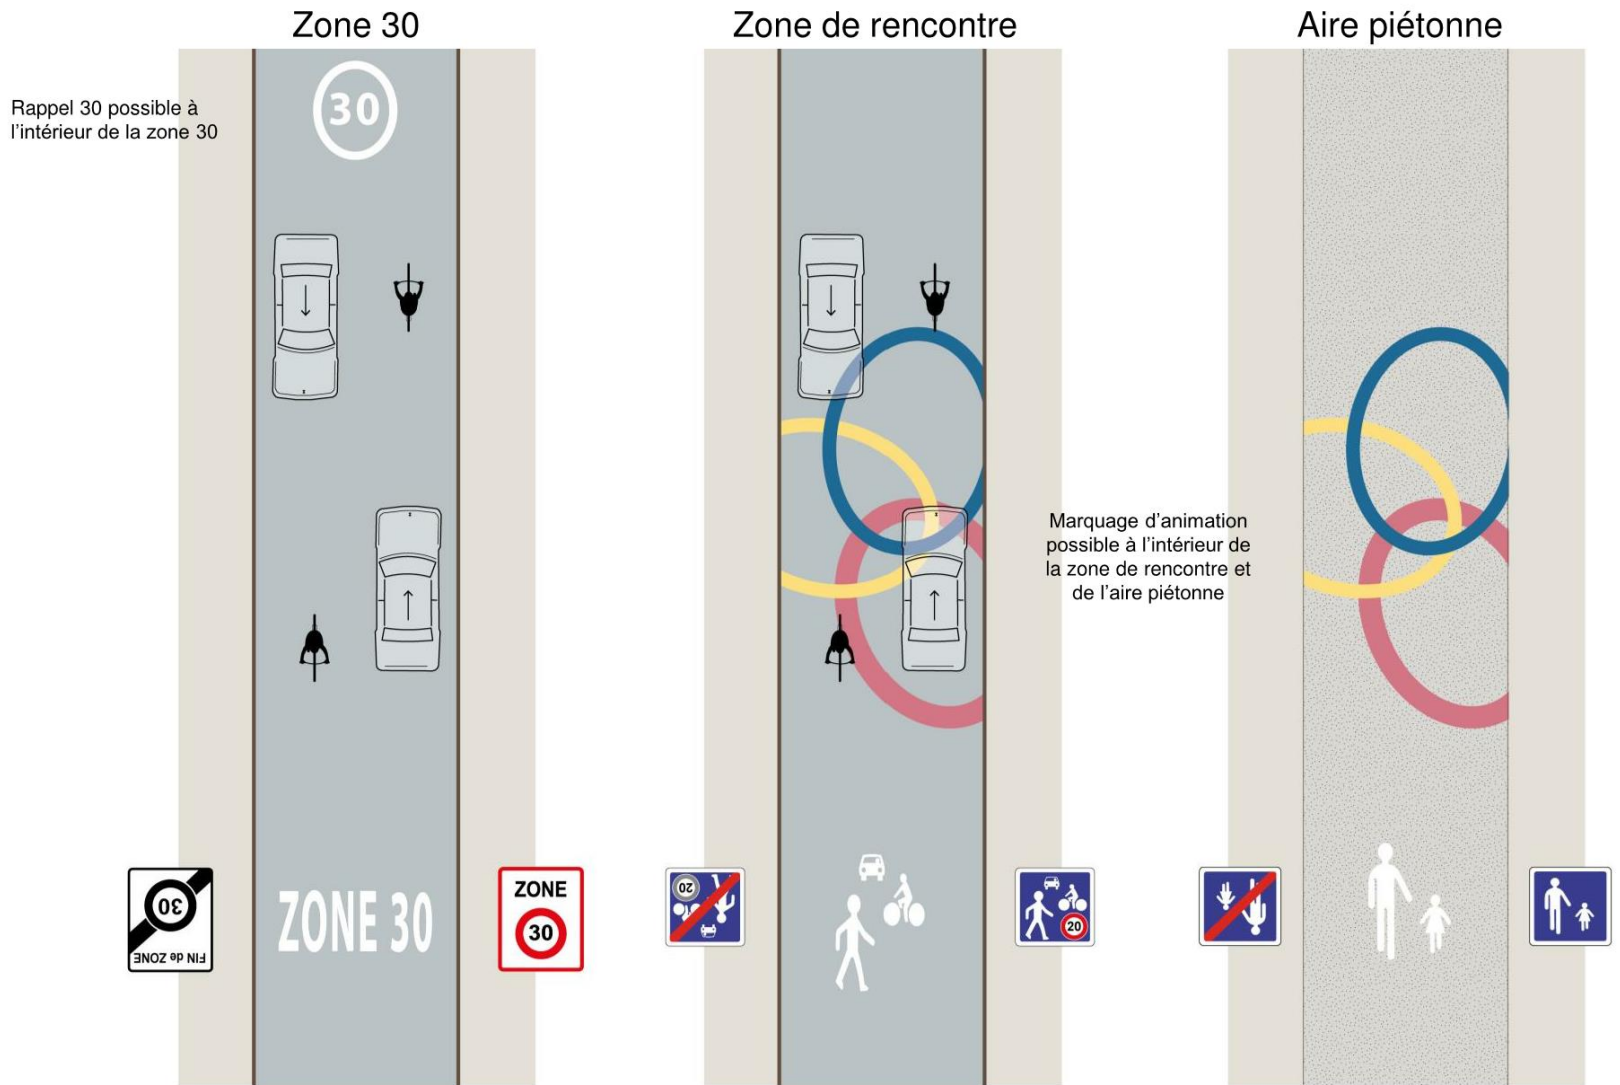 Zone 30
Zone de rencontre
Aire piétonne
30
Rappel 30 possible à
l'intérieur de la zone 30
Marquage d'animation
possible à l'intérieur de
la zone de rencontre et
de l'aire piétonne
30
FIN de ZONE
ZONE 30
ZONE
30
20
20